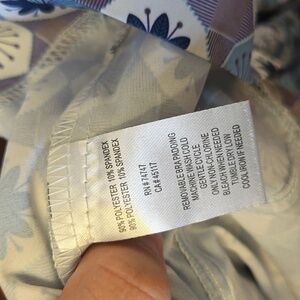 90% POLYESTER 10% SPANDEX
90% POLYESTER 10% SPANDEX
RN# 74747
CA# 45117
REMOVABLE BRA PADDING
MACHINE WASH COLD
GENTLE CYCLE
ONLY NON-CHLORINE
BLEACH WHEN NEEDED
TUMBLE DRY LOW
COOL IRON IF NEEDED